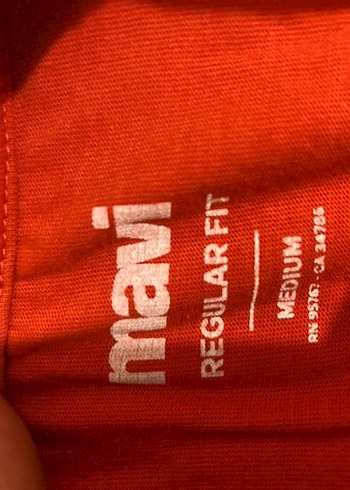 mavi
REGULAR FIT
MEDIUM
RN 95767 · CA 34786